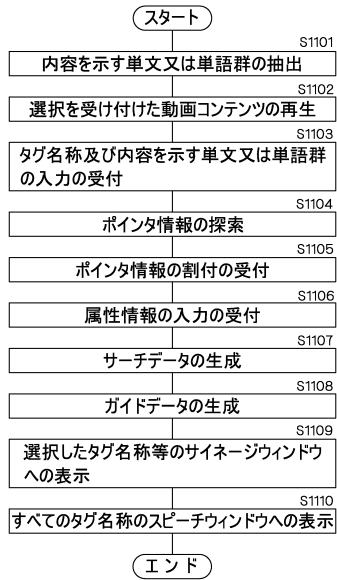 スタート
S1101
内容を示す単文又は単語群の抽出
S1102
選択を受け付けた動画コンテンツの再生
S1103
タグ名称及び内容を示す単文又は単語群
の入力の受付
S1104
ポインタ情報の探索
S1105
ポインタ情報の割付の受付
S1106
属性情報の入力の受付
S1107
サーチデータの生成
S1108
ガイドデータの生成
S1109
選択したタグ名称等のサイネージウィンドウ
への表示
S1110
すべてのタグ名称のスピーチウィンドウへの表示
エンド